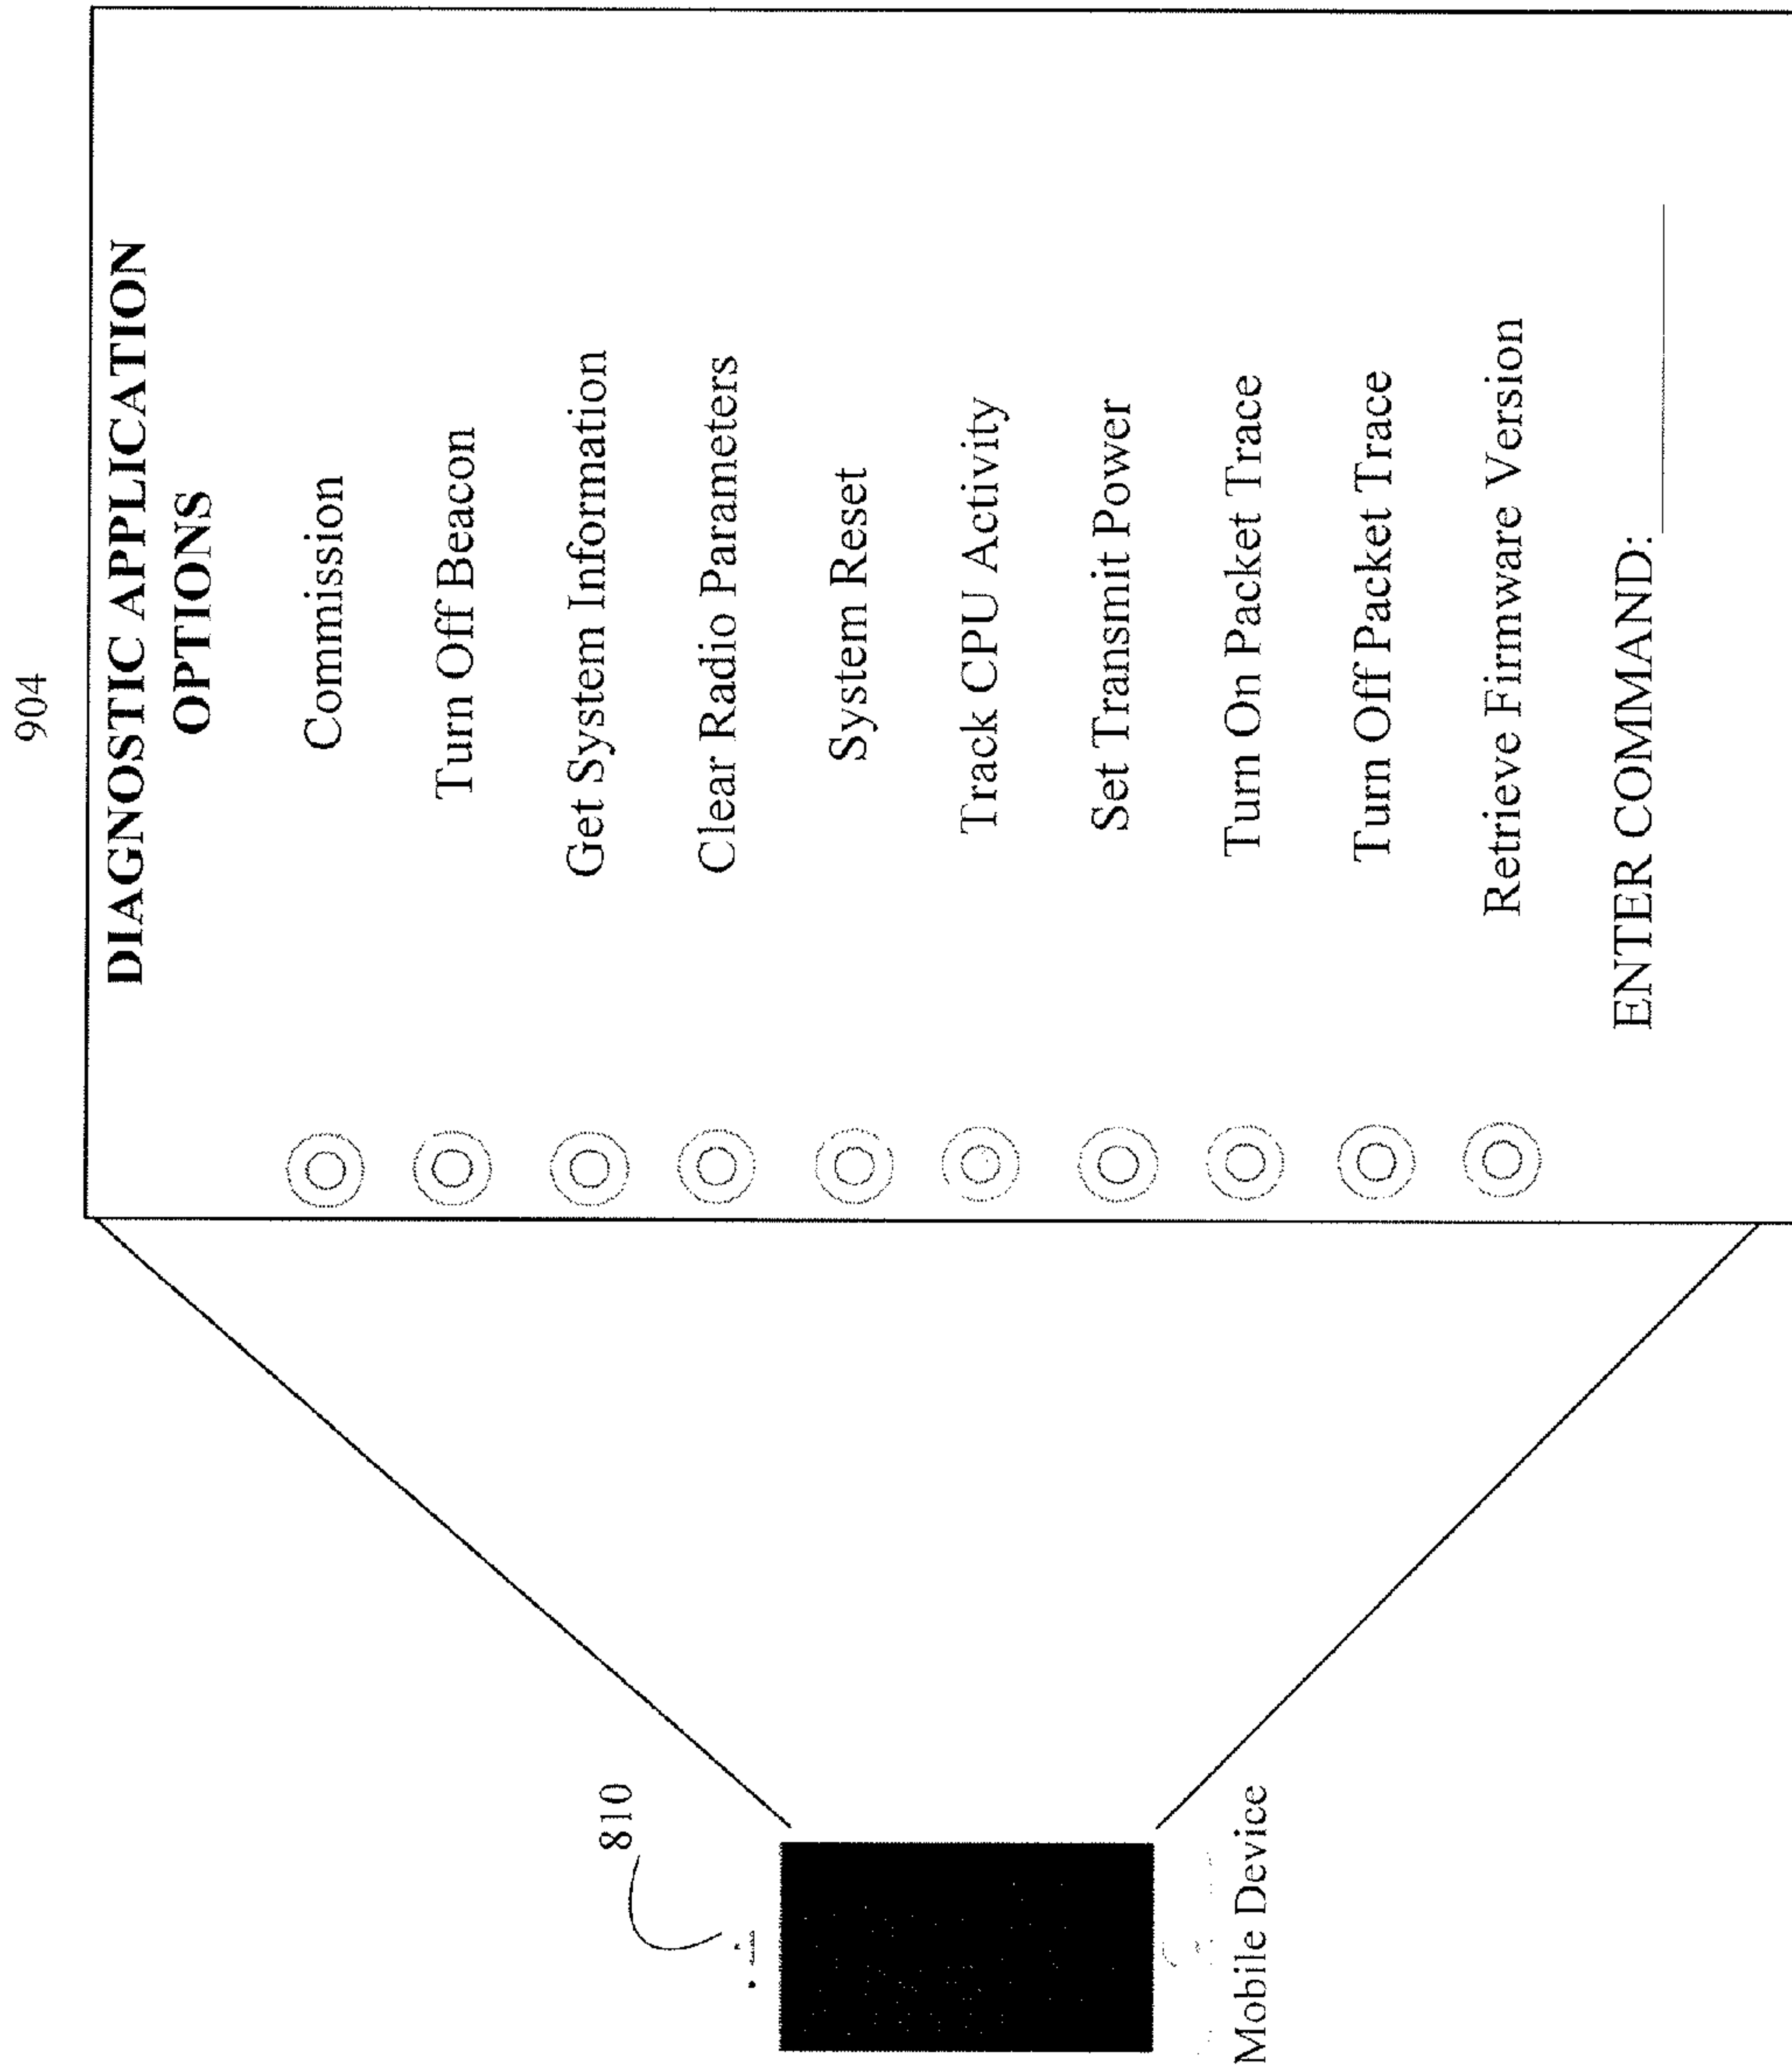 904
DIAGNOSTIC APPLICATION
OPTIONS
Commission
Turn Off Beacon
Get System Information
Clear Radio Parameters
System Reset
Track CPU Activity
Set Transmit Power
Turn On Packet Trace
Turn Off Packet Trace
Retrieve Firmware Version
ENTER COMMAND:
810
Mobile Device